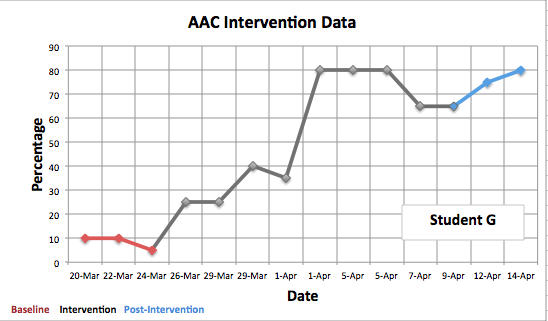 AAC Intervention Data
Percentage
90
80
70
60
50
40
30
20
10
0
Student G
20-Mar 22-Mar 24-Mar 26-Mar 29-Mar 29-Mar 1-Apr 1-Apr 5-Apr 5-Apr 7-Apr 9-Apr 12-Apr 14-Apr
Date
Baseline Intervention Post-Intervention